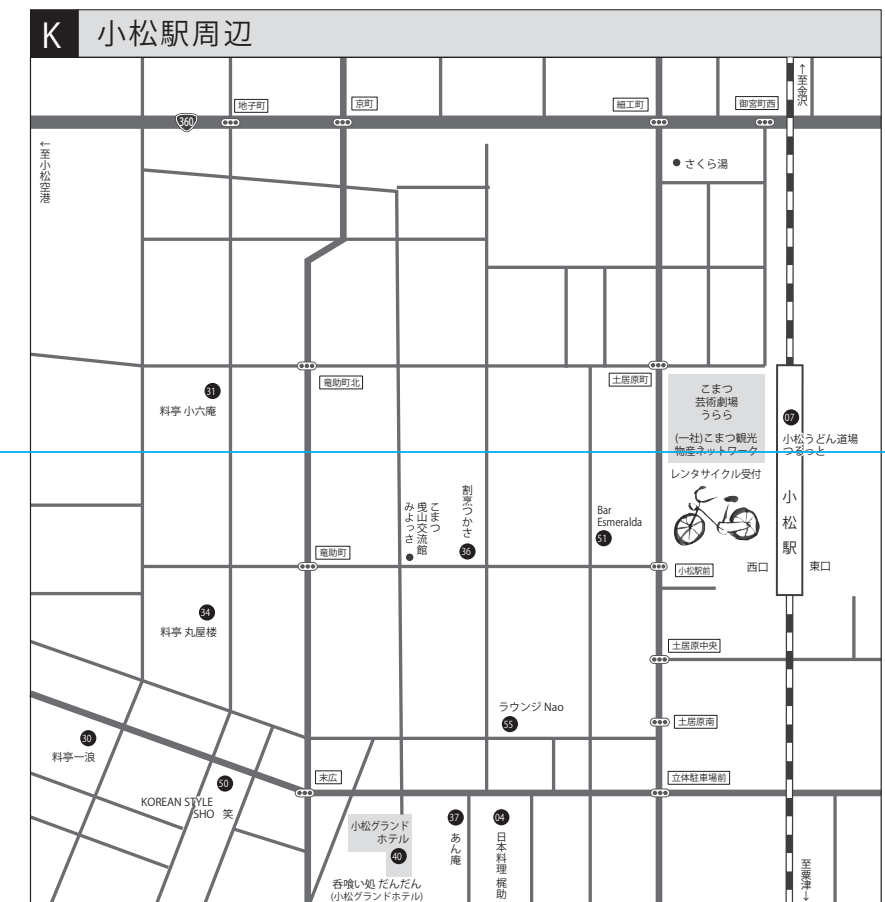 K 小松駅周辺
↑至金沢
地子町
京町
細工町
御宮町西
360
←至小松空港
さくら湯
竜助町北
土居原町
31
料亭 小六庵
こまつ
芸術劇場
うらら
(一社)こまつ観光
物産ネットワーク
07
小松うどん道場
つるっと
レンタサイクル受付
小松駅
西口
東口
こまつ
曳山交流館
みよっさ
割烹つかさ
36
Bar
Esmeralda
51
竜助町
小松駅前
34
料亭 丸屋楼
土居原中央
ラウンジ Nao
55
土居原南
30
料亭一浪
末広
立体駐車場前
50
KOREAN STYLE
SHO 笑
小松グランド
ホテル
40
呑喰い処 だんだん
(小松グランドホテル)
37
あん庵
04
日本料理 梶助
至粟津↓